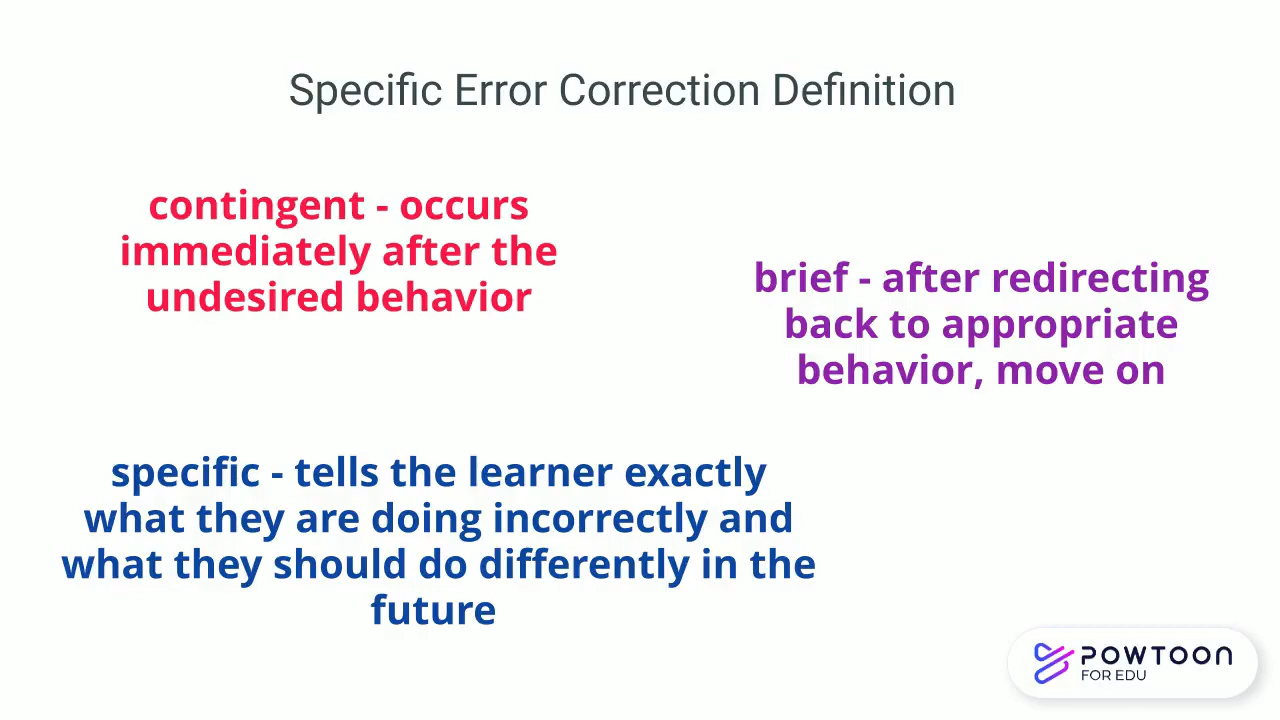 Specific Error Correction Definition
contingent - occurs
immediately after the
undesired behavior
brief - after redirecting
back to appropriate
behavior, move on
specific - tells the learner exactly
what they are doing incorrectly and
what they should do differently in the
future
POWTOON
FOR EDU